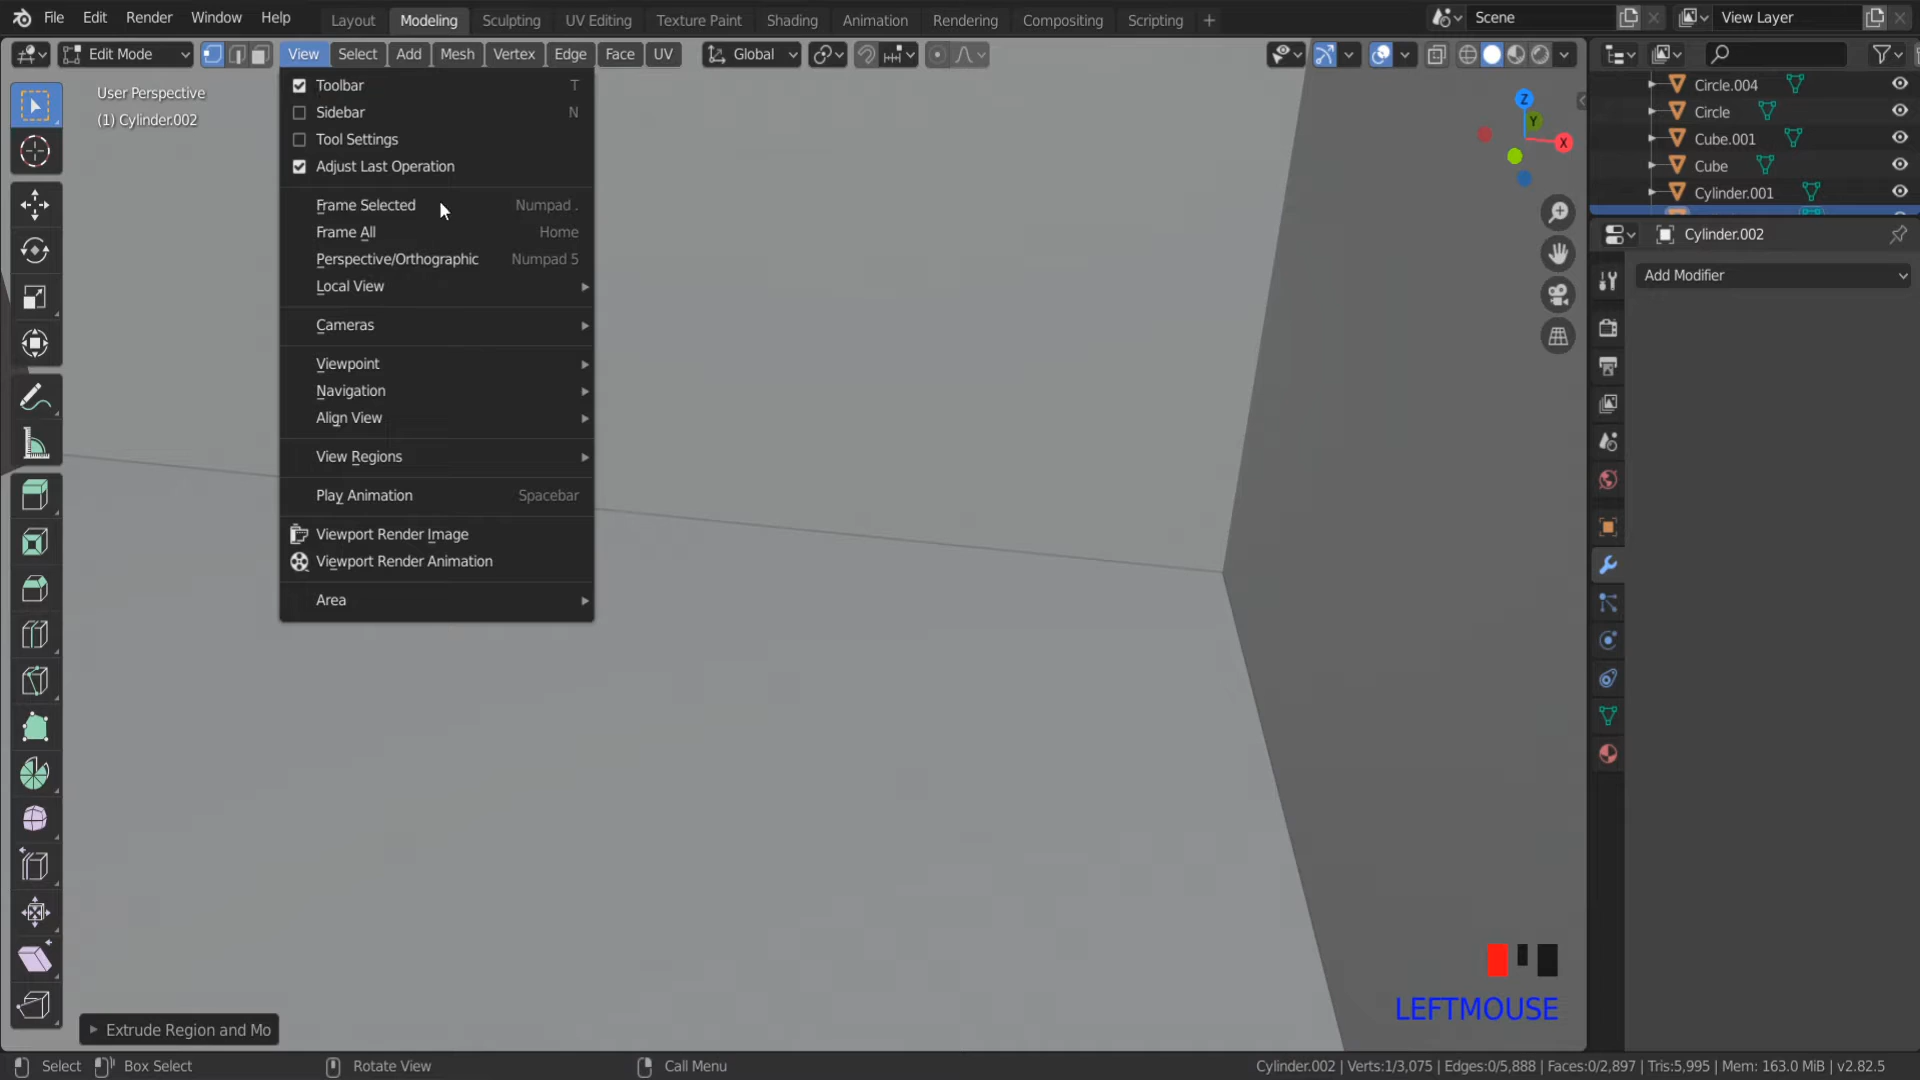 File Edit Render Window Help Layout Modeling Sculpting UV Editing Texture Paint Shading Animation Rendering Compositing Scripting + Scene View Layer
Edit Mode View Select Add Mesh Vertex Edge Face UV Global
User Perspective
(1) Cylinder.002
Toolbar T
Sidebar N
Tool Settings
Adjust Last Operation
Frame Selected Numpad .
Frame All Home
Perspective/Orthographic Numpad 5
Local View
Cameras
Viewpoint
Navigation
Align View
View Regions
Play Animation Spacebar
Viewport Render Image
Viewport Render Animation
Area
Z
Y
X
Circle.004
Circle
Cube.001
Cube
Cylinder.001
Cylinder.002
Add Modifier
LEFTMOUSE
Extrude Region and Mo
Select Box Select Rotate View Call Menu Cylinder.002 | Verts:1/3,075 | Edges:0/5,888 | Faces:0/2,897 | Tris:5,995 | Mem: 163.0 MiB | v2.82.5